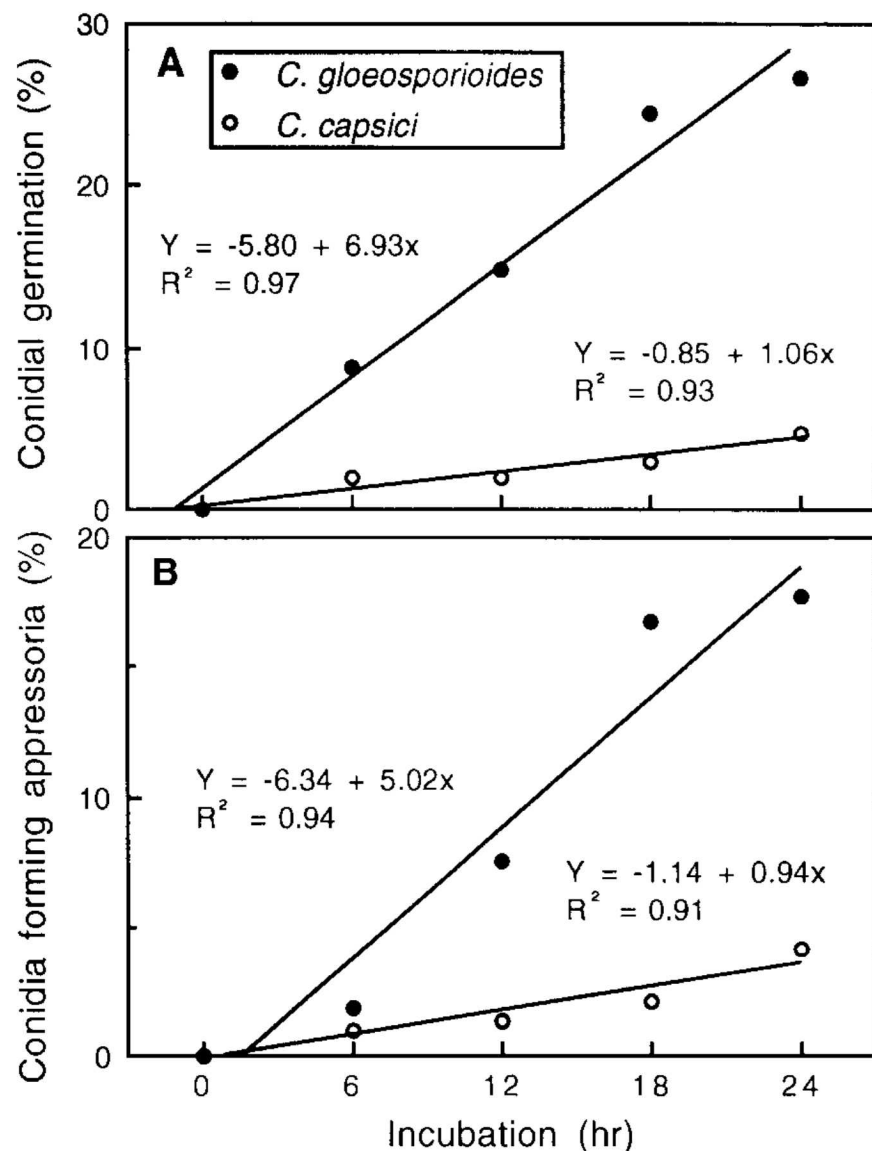 Conidial germination (%)
30
20
10
0
A
C. gloeosporioides
C. capsici
Y = -5.80 + 6.93x
R² = 0.97
Y = -0.85 + 1.06x
R² = 0.93
Conidia forming appressoria (%)
20
10
0
B
Y = -6.34 + 5.02x
R² = 0.94
Y = -1.14 + 0.94x
R² = 0.91
0 6 12 18 24
Incubation (hr)